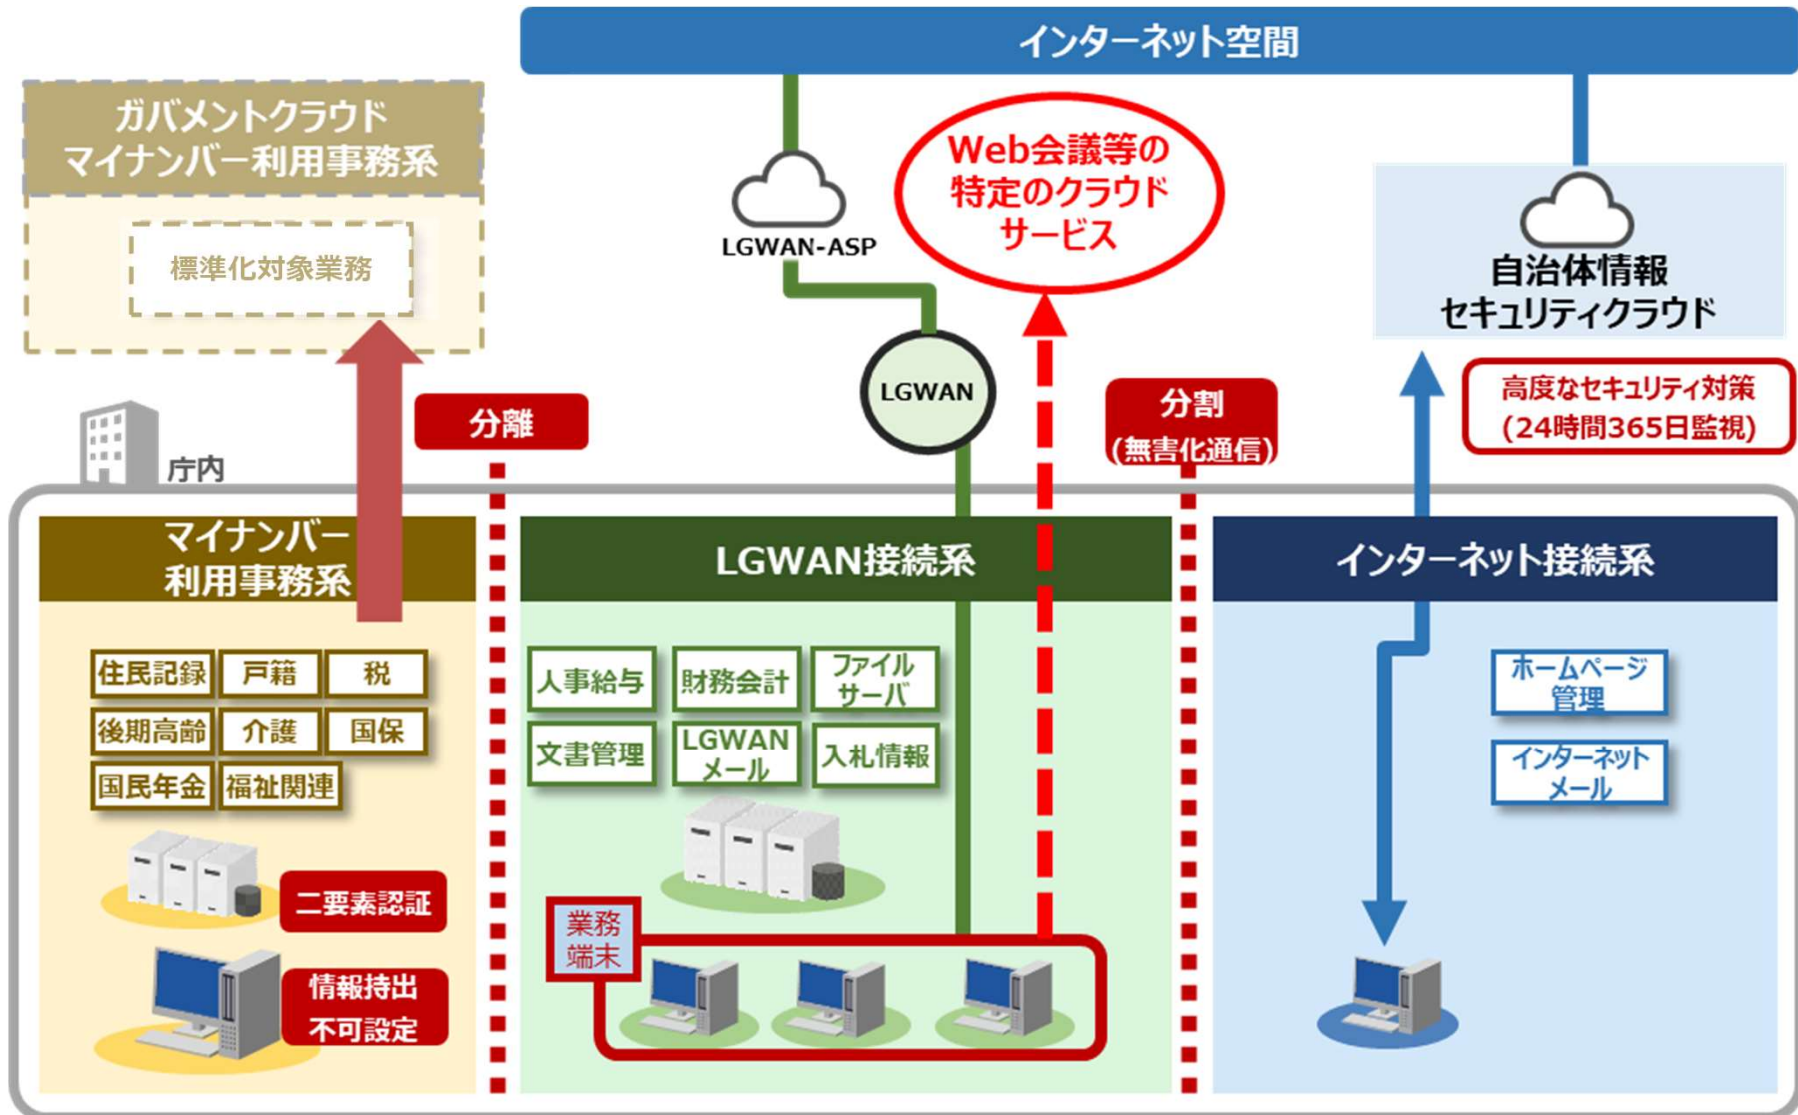 インターネット空間
ガバメントクラウド
マイナンバー利用事務系
標準化対象業務
LGWAN-ASP
Web会議等の
特定のクラウド
サービス
自治体情報
セキュリティクラウド
LGWAN
高度なセキュリティ対策
(24時間365日監視)
分離
分割
(無害化通信)
庁内
マイナンバー
利用事務系
住民記録
戸籍
税
後期高齢
介護
国保
国民年金
福祉関連
二要素認証
情報持出
不可設定
LGWAN接続系
人事給与
財務会計
ファイル
サーバ
文書管理
LGWAN
メール
入札情報
業務
端末
インターネット接続系
ホームページ
管理
インターネット
メール